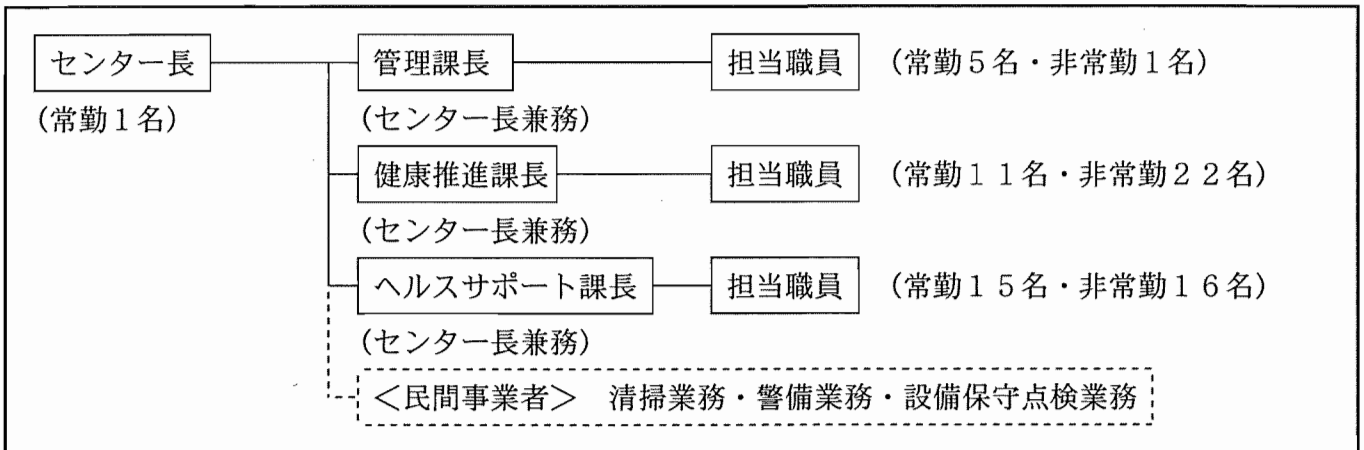 センター長 管理課長 担当職員 (常勤5名・非常勤1名)
(常勤1名) (センター長兼務)
健康推進課長 担当職員 (常勤11名・非常勤22名)
(センター長兼務)
ヘルスサポート課長 担当職員 (常勤15名・非常勤16名)
(センター長兼務)
＜民間事業者＞ 清掃業務・警備業務・設備保守点検業務